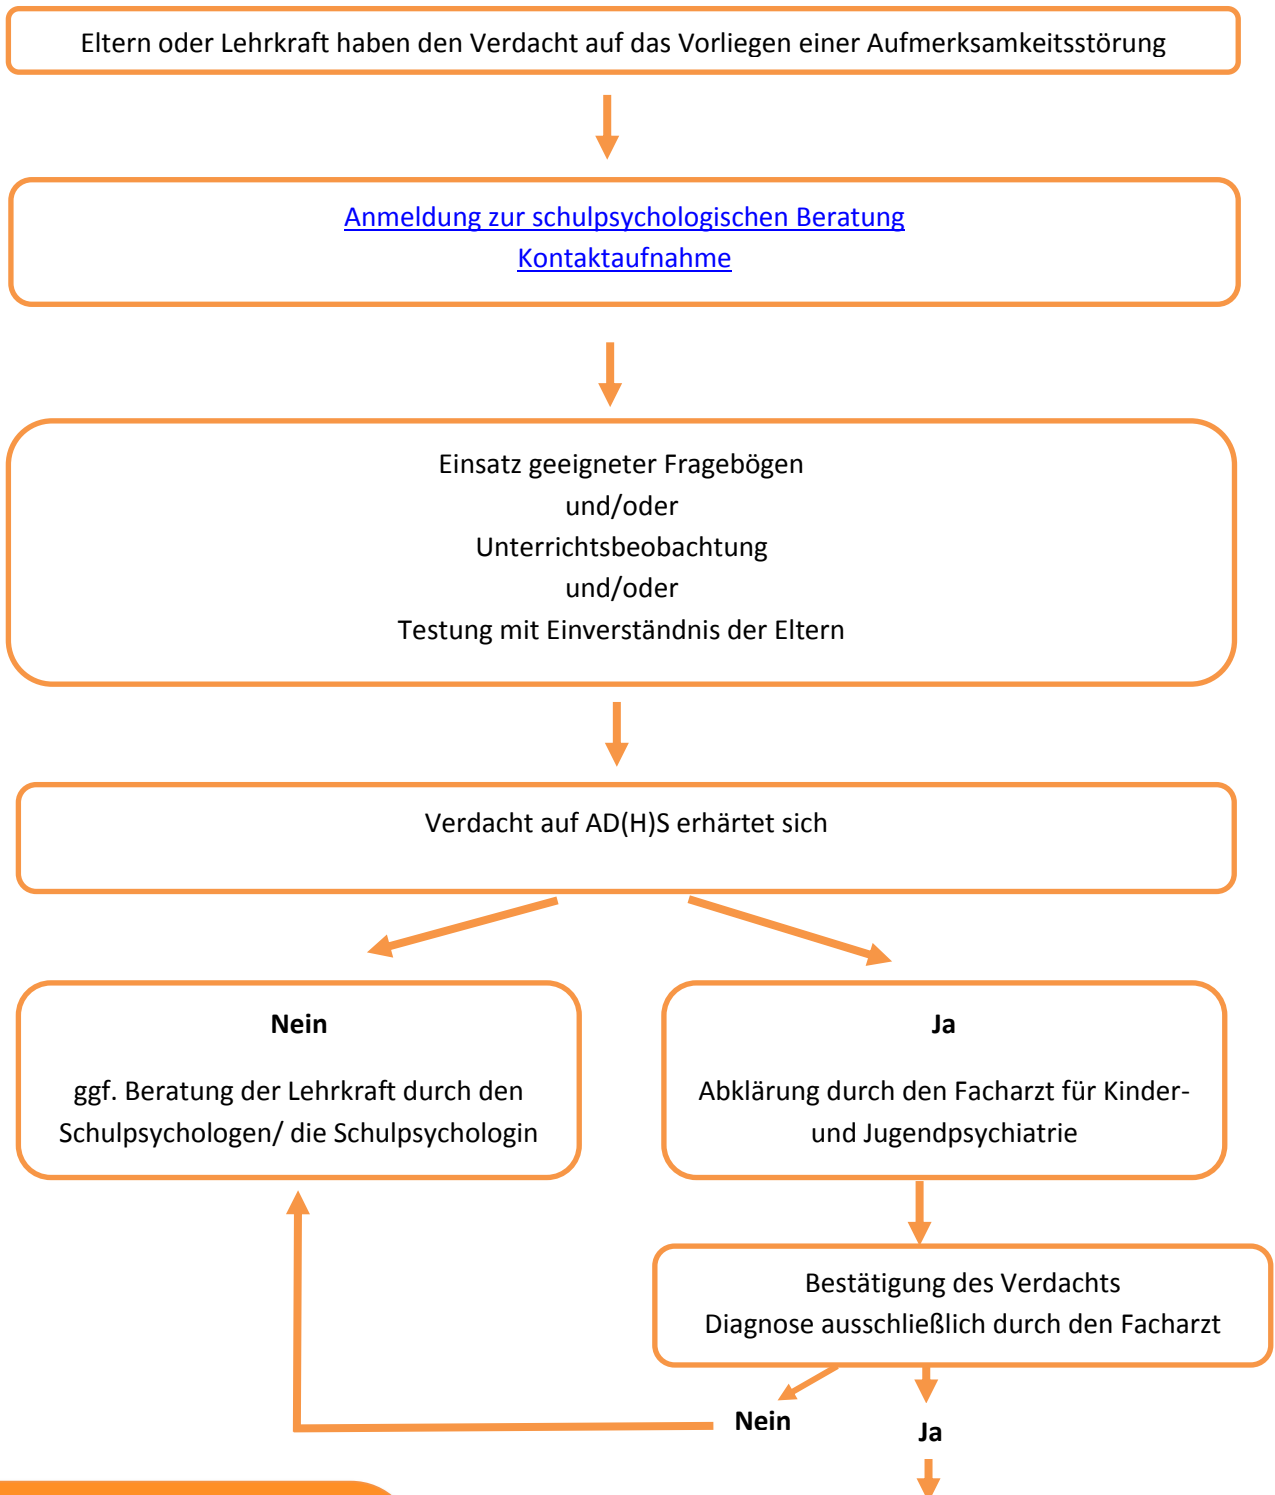 Eltern oder Lehrkraft haben den Verdacht auf das Vorliegen einer Aufmerksamkeitsstörung
Anmeldung zur schulpsychologischen Beratung
Kontaktaufnahme
Einsatz geeigneter Fragebögen
und/oder
Unterrichtsbeobachtung
und/oder
Testung mit Einverständnis der Eltern
Verdacht auf AD(H)S erhärtet sich
Nein
ggf. Beratung der Lehrkraft durch den
Schulpsychologen/ die Schulpsychologin
Ja
Abklärung durch den Facharzt für Kinder-
und Jugendpsychiatrie
Bestätigung des Verdachts
Diagnose ausschließlich durch den Facharzt
Nein
Ja